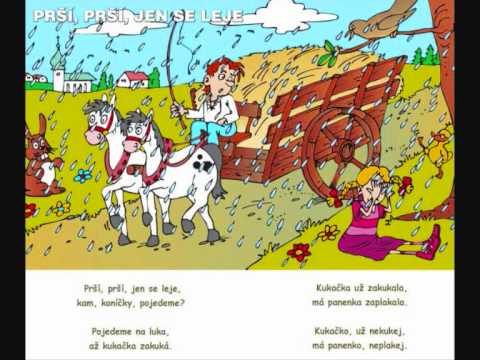 PRŠÍ, PRŠÍ, JEN SE LEJE
Prší, prší, jen se leje,
kam, koníčky, pojedeme?
Pojedeme na luka,
až kukačka zakuká.
Kukačka už zakukala,
má panenka zaplakala.
Kukačko, už nekukej,
má panenko, neplakej.